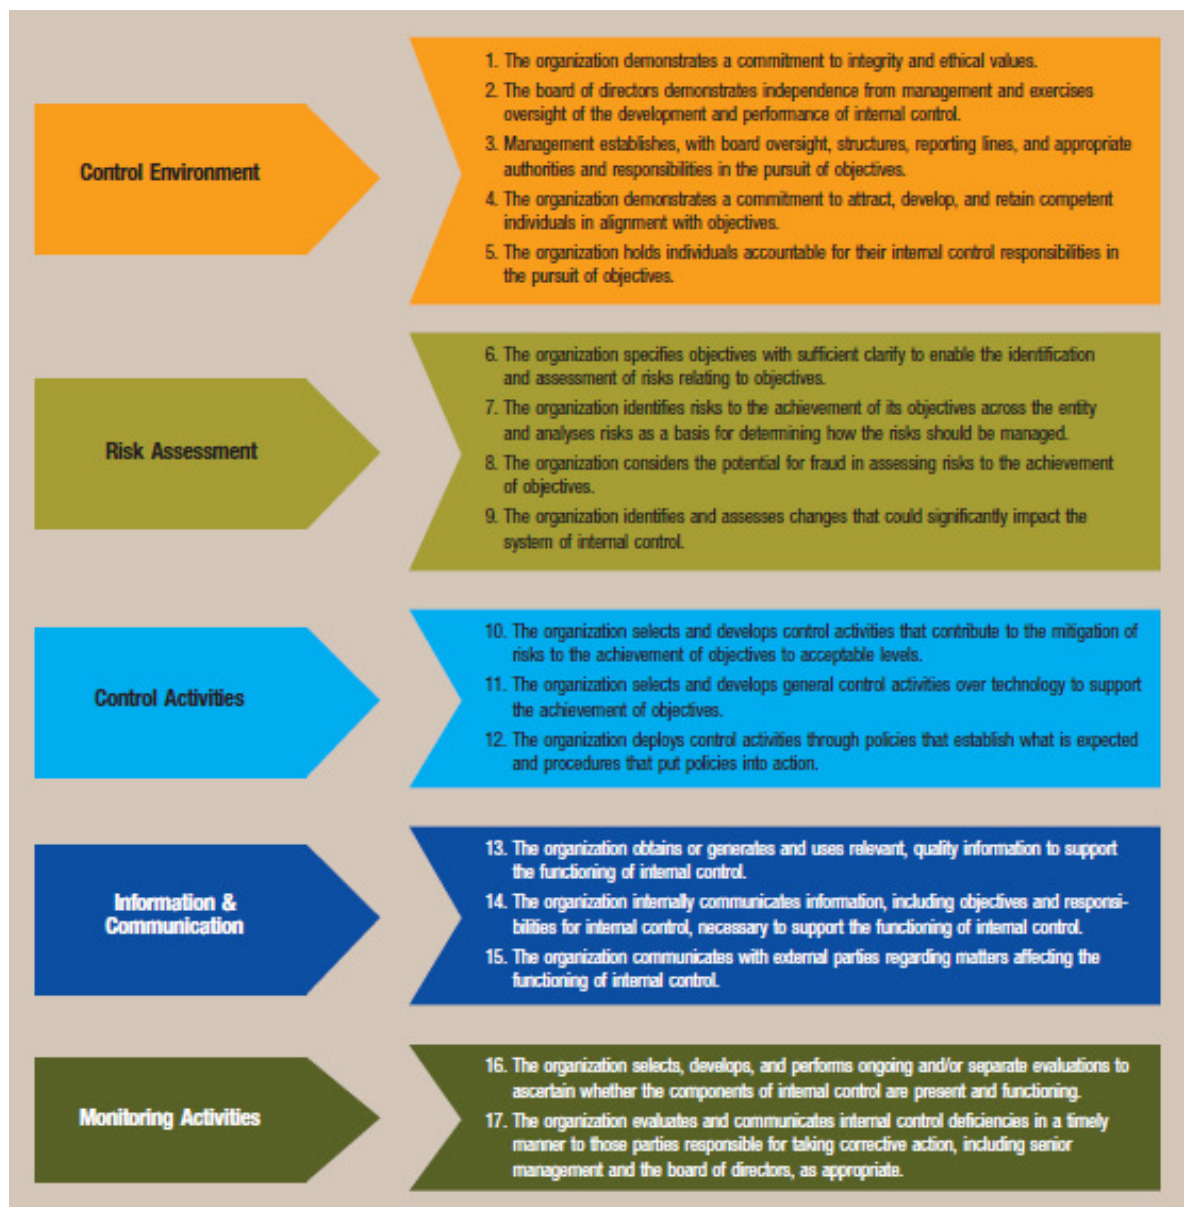 Control Environment
1. The organization demonstrates a commitment to integrity and ethical values.
2. The board of directors demonstrates independence from management and exercises
oversight of the development and performance of internal control.
3. Management establishes, with board oversight, structures, reporting lines, and appropriate
authorities and responsibilities in the pursuit of objectives.
4. The organization demonstrates a commitment to attract, develop, and retain competent
individuals in alignment with objectives.
5. The organization holds individuals accountable for their internal control responsibilities in
the pursuit of objectives.
Risk Assessment
6. The organization specifies objectives with sufficient clarify to enable the identification
and assessment of risks relating to objectives.
7. The organization identifies risks to the achievement of its objectives across the entity
and analyses risks as a basis for determining how the risks should be managed.
8. The organization considers the potential for fraud in assessing risks to the achievement
of objectives.
9. The organization identifies and assesses changes that could significantly impact the
system of internal control.
Control Activities
10. The organization selects and develops control activities that contribute to the mitigation of
risks to the achievement of objectives to acceptable levels.
11. The organization selects and develops general control activities over technology to support
the achievement of objectives.
12. The organization deploys control activities through policies that establish what is expected
and procedures that put policies into action.
Information &
Communication
13. The organization obtains or generates and uses relevant, quality information to support
the functioning of internal control.
14. The organization internally communicates information, including objectives and responsi-
bilities for internal control, necessary to support the functioning of internal control.
15. The organization communicates with external parties regarding matters affecting the
functioning of internal control.
Monitoring Activities
16. The organization selects, develops, and performs ongoing and/or separate evaluations to
ascertain whether the components of internal control are present and functioning.
17. The organization evaluates and communicates internal control deficiencies in a timely
manner to those parties responsible for taking corrective action, including senior
management and the board of directors, as appropriate.